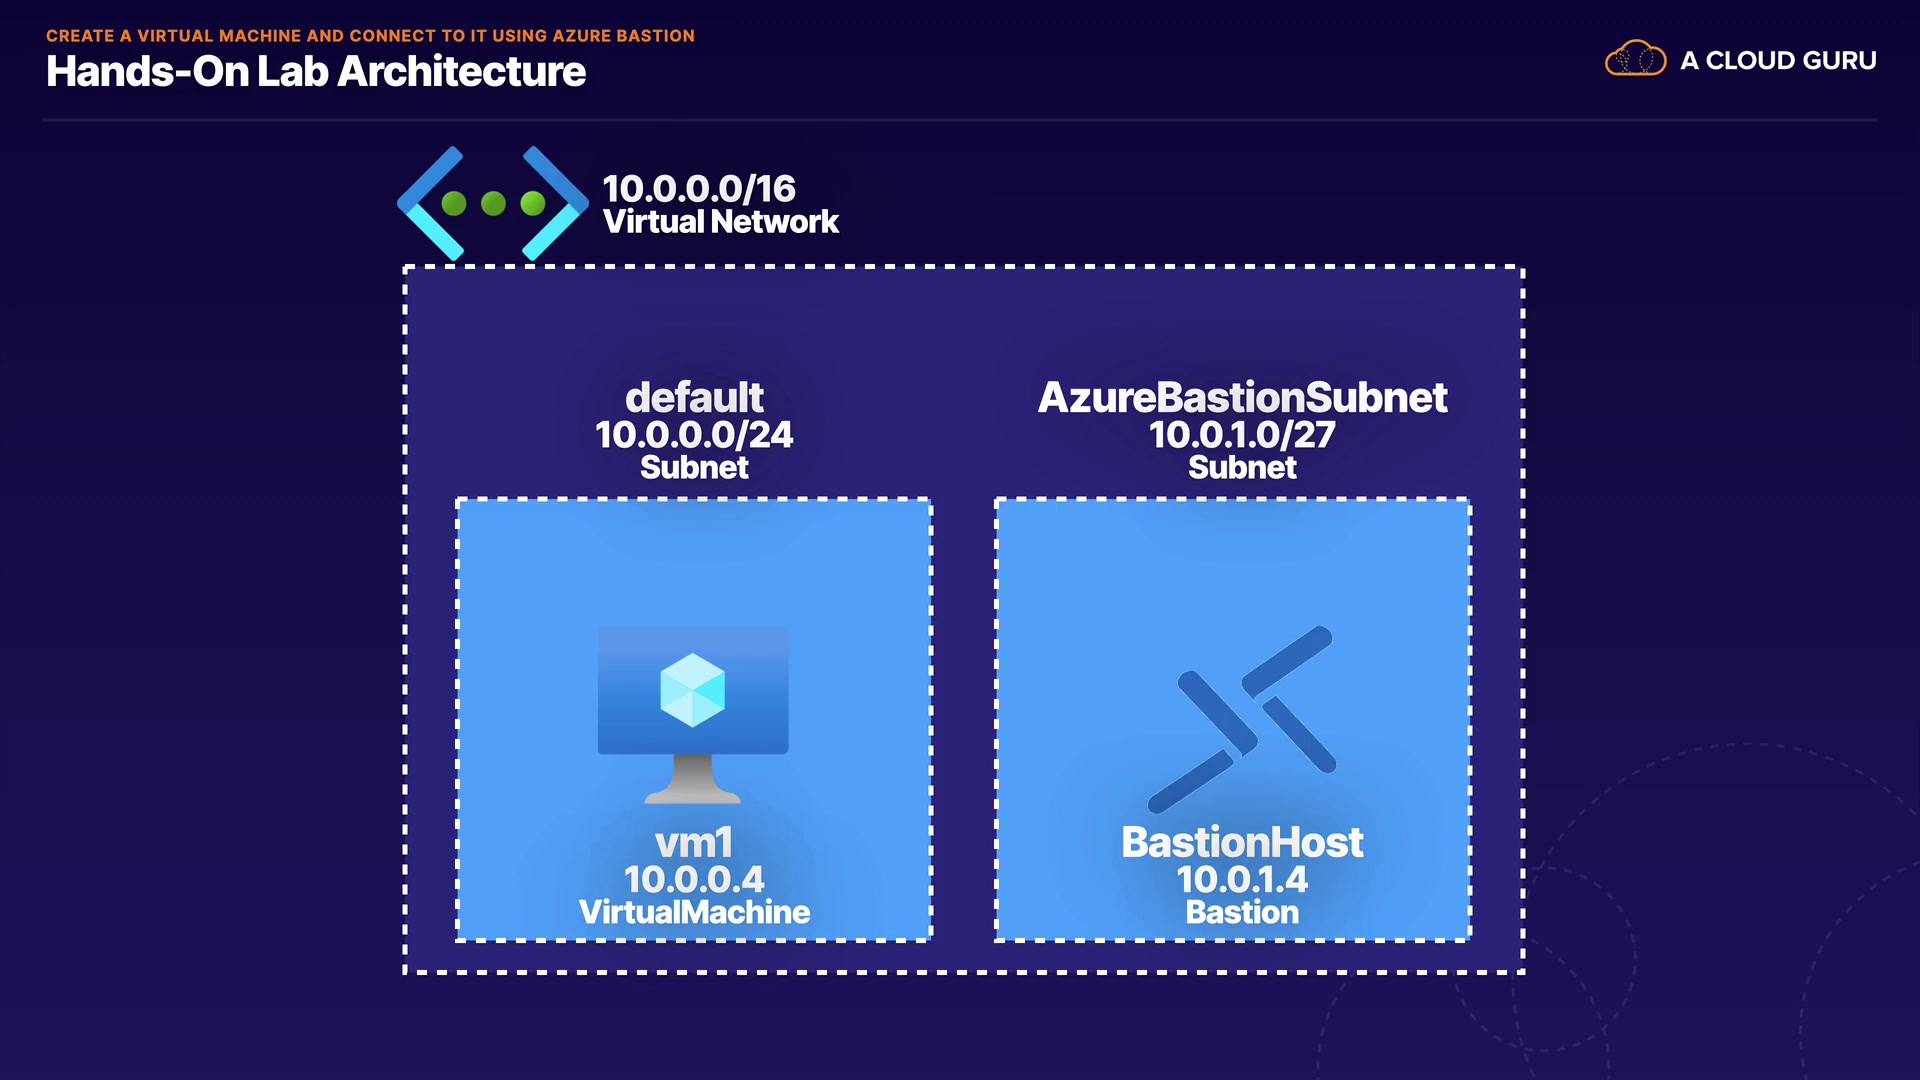 CREATE A VIRTUAL MACHINE AND CONNECT TO IT USING AZURE BASTION
Hands-On Lab Architecture
A CLOUD GURU
10.0.0.0/16
Virtual Network
default
10.0.0.0/24
Subnet
AzureBastionSubnet
10.0.1.0/27
Subnet
vm1
10.0.0.4
VirtualMachine
BastionHost
10.0.1.4
Bastion